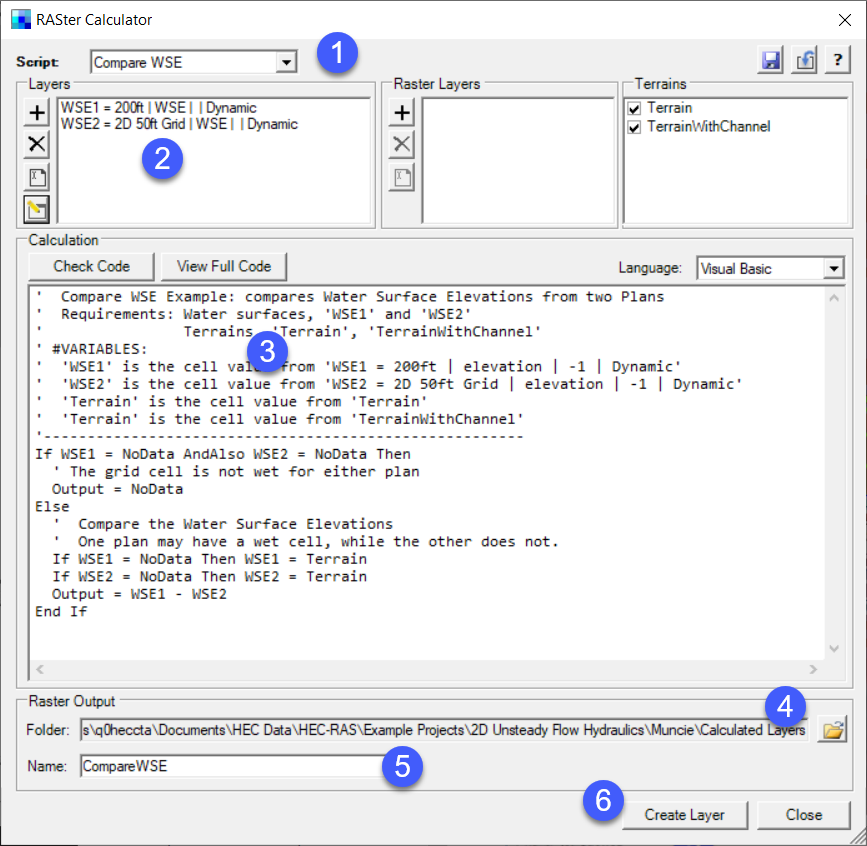 RASter Calculator
Script:
Compare WSE
1
?
Layers
WSE1 = 200ft | WSE | | Dynamic
WSE2 = 2D 50ft Grid | WSE | | Dynamic
2
Raster Layers
Terrains
Terrain
TerrainWithChannel
Calculation
Check Code
View Full Code
Language:
Visual Basic
'  Compare WSE Example: compares Water Surface Elevations from two Plans
'  Requirements: Water surfaces, 'WSE1' and 'WSE2'
'                Terrains, 'Terrain', 'TerrainWithChannel'
' #VARIABLES:
3
'  'WSE1' is the cell value from 'WSE1 = 200ft | elevation | -1 | Dynamic'
'  'WSE2' is the cell value from 'WSE2 = 2D 50ft Grid | elevation | -1 | Dynamic'
'  'Terrain' is the cell value from 'Terrain'
'  'Terrain' is the cell value from 'TerrainWithChannel'
'---------------------------------------------------------
If WSE1 = NoData AndAlso WSE2 = NoData Then
  ' The grid cell is not wet for either plan
  Output = NoData
Else
  '  Compare the Water Surface Elevations
  '  One plan may have a wet cell, while the other does not.
  If WSE1 = NoData Then WSE1 = Terrain
  If WSE2 = NoData Then WSE2 = Terrain
  Output = WSE1 - WSE2
End If
Raster Output
4
Folder:
s\q0heccta\Documents\HEC Data\HEC-RAS\Example Projects\2D Unsteady Flow Hydraulics\Muncie\Calculated Layers
Name:
CompareWSE
5
6
Create Layer
Close